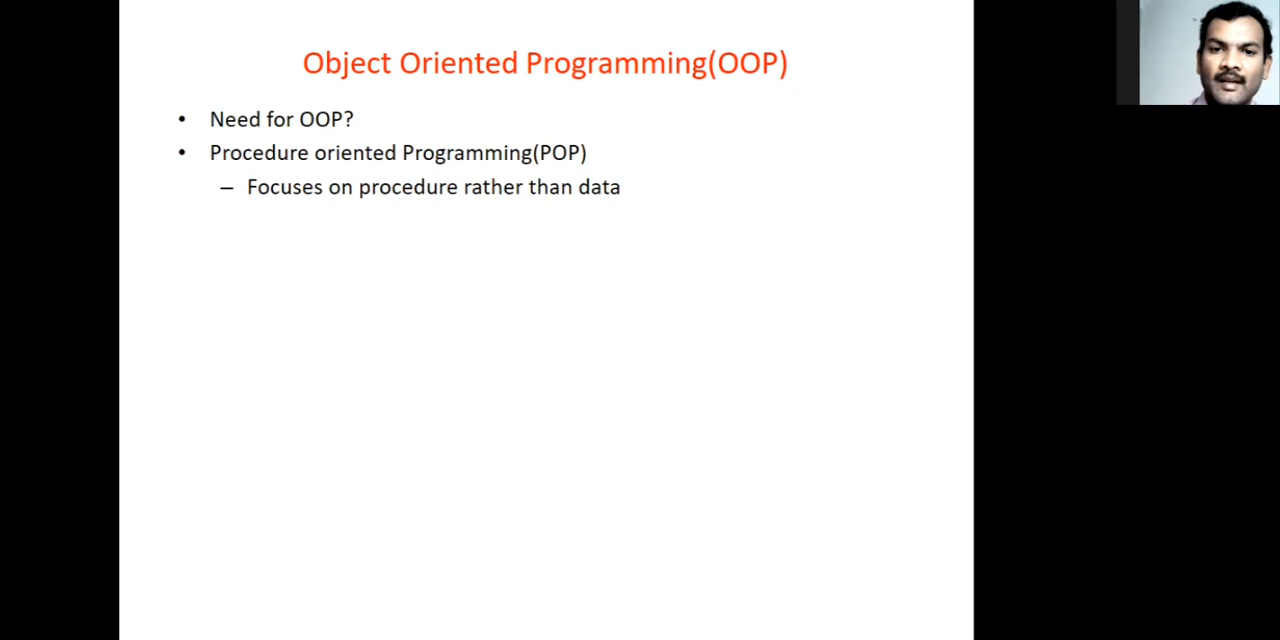 Object Oriented Programming(OOP)
• Need for OOP?
• Procedure oriented Programming(POP)
– Focuses on procedure rather than data